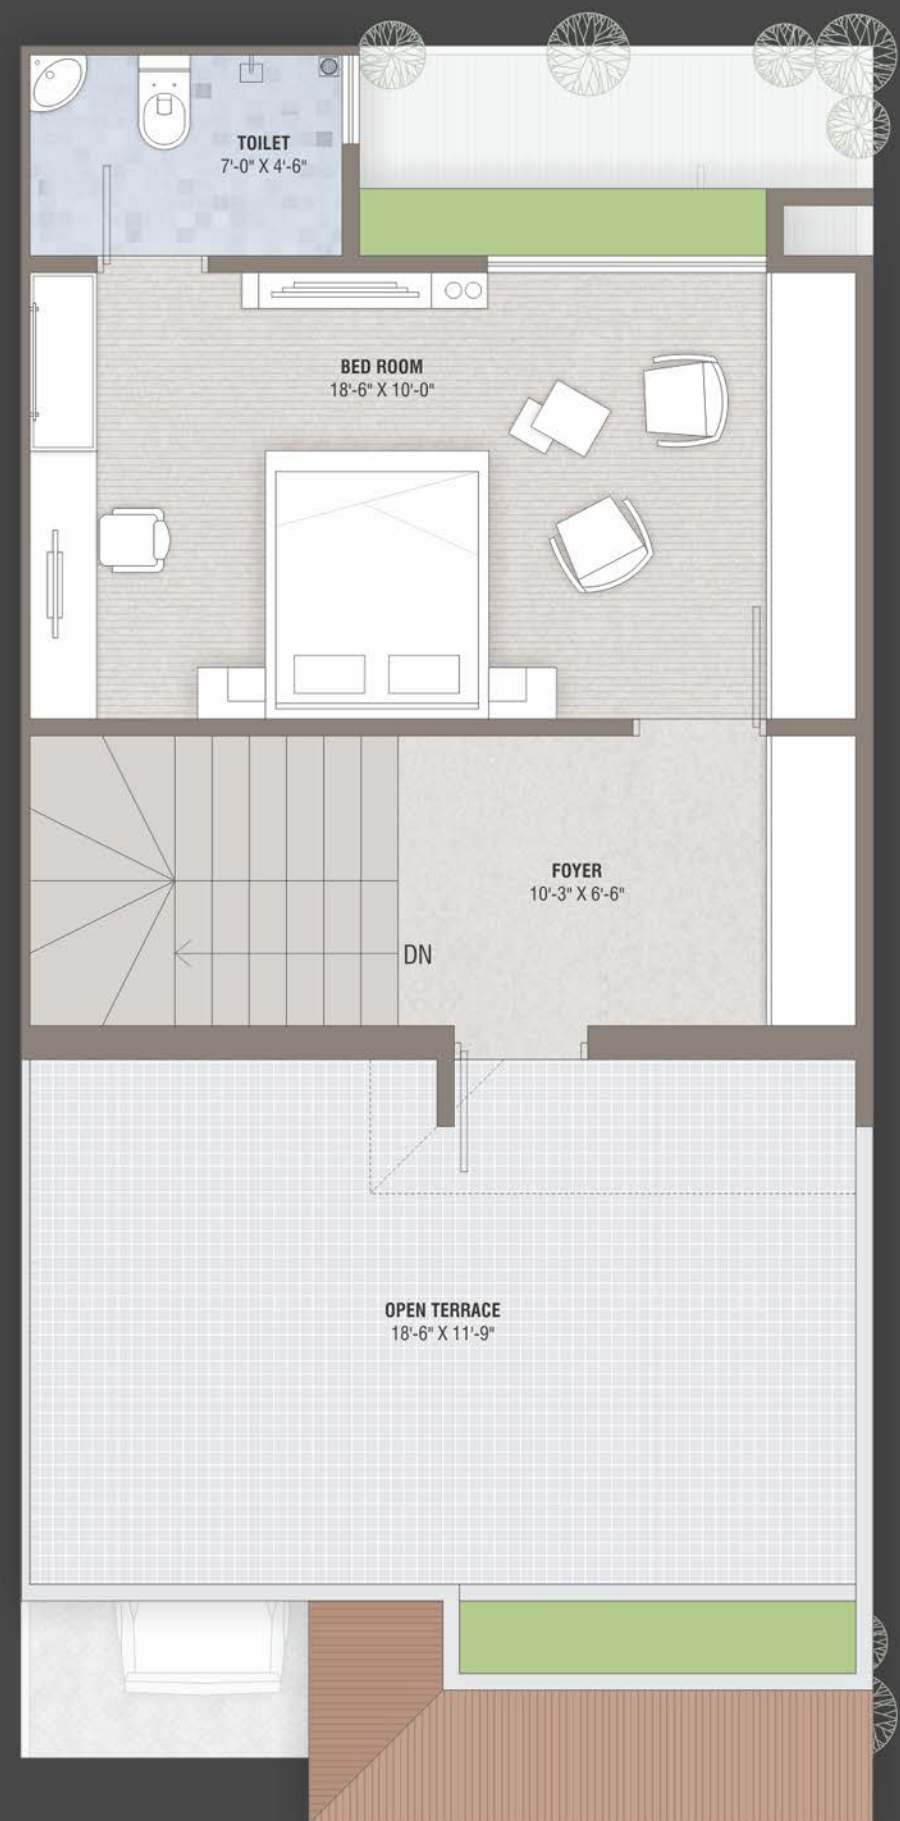 TOILET
7'-0" X 4'-6"
BED ROOM
18'-6" X 10'-0"
FOYER
10'-3" X 6'-6"
DN
OPEN TERRACE
18'-6" X 11'-9"